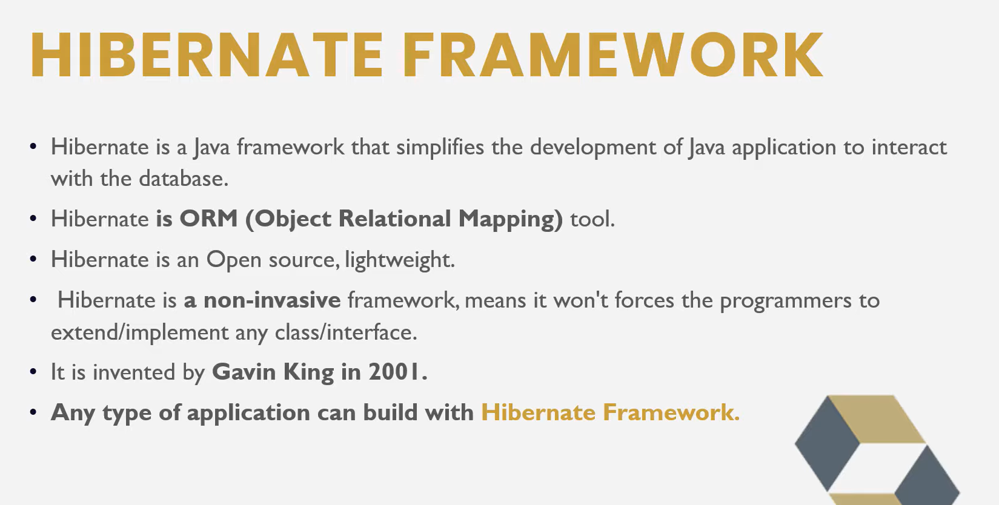 HIBERNATE FRAMEWORK
• Hibernate is a Java framework that simplifies the development of Java application to interact
with the database.
• Hibernate is ORM (Object Relational Mapping) tool.
• Hibernate is an Open source, lightweight.
• Hibernate is a non-invasive framework, means it won't forces the programmers to
extend/implement any class/interface.
• It is invented by Gavin King in 2001.
• Any type of application can build with Hibernate Framework.